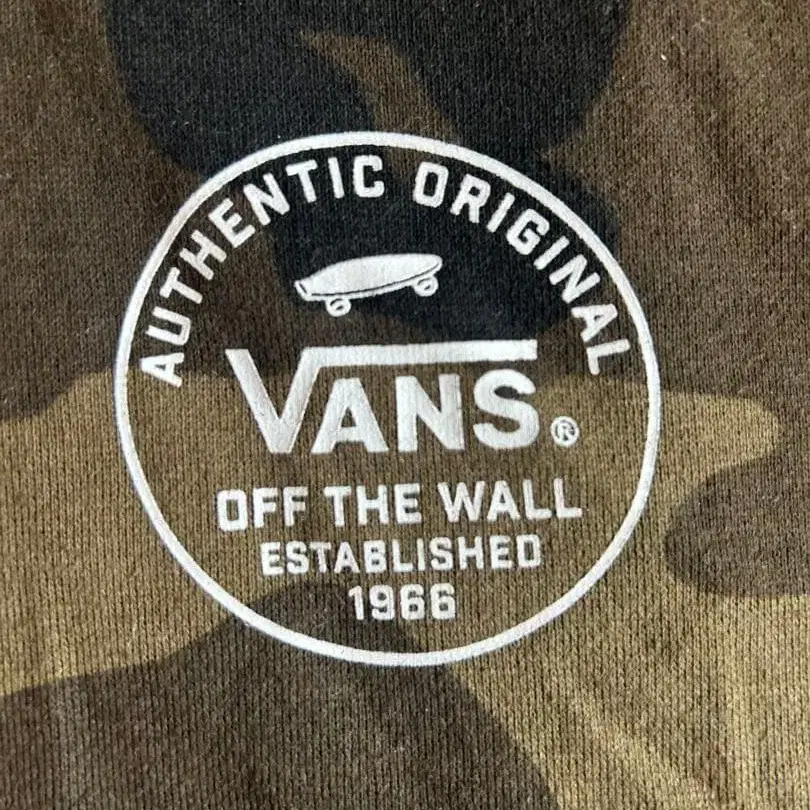 AUTHENTIC ORIGINAL
VANS®
OFF THE WALL
ESTABLISHED
1966